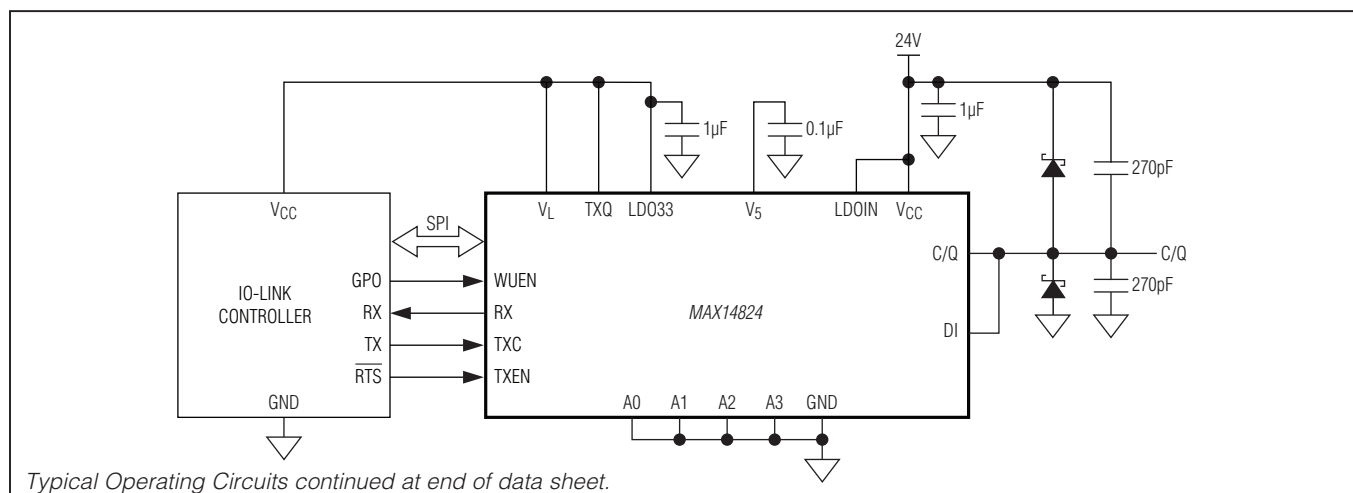 24V
1µF
0.1µF
1µF
270pF
VCC
VL
TXQ
LDO33
V5
LDOIN
VCC
SPI
C/Q
C/Q
GPO
WUEN
270pF
IO-LINK
CONTROLLER
RX
RX
MAX14824
TX
TXC
DI
RTS
TXEN
GND
A0
A1
A2
A3
GND
Typical Operating Circuits continued at end of data sheet.